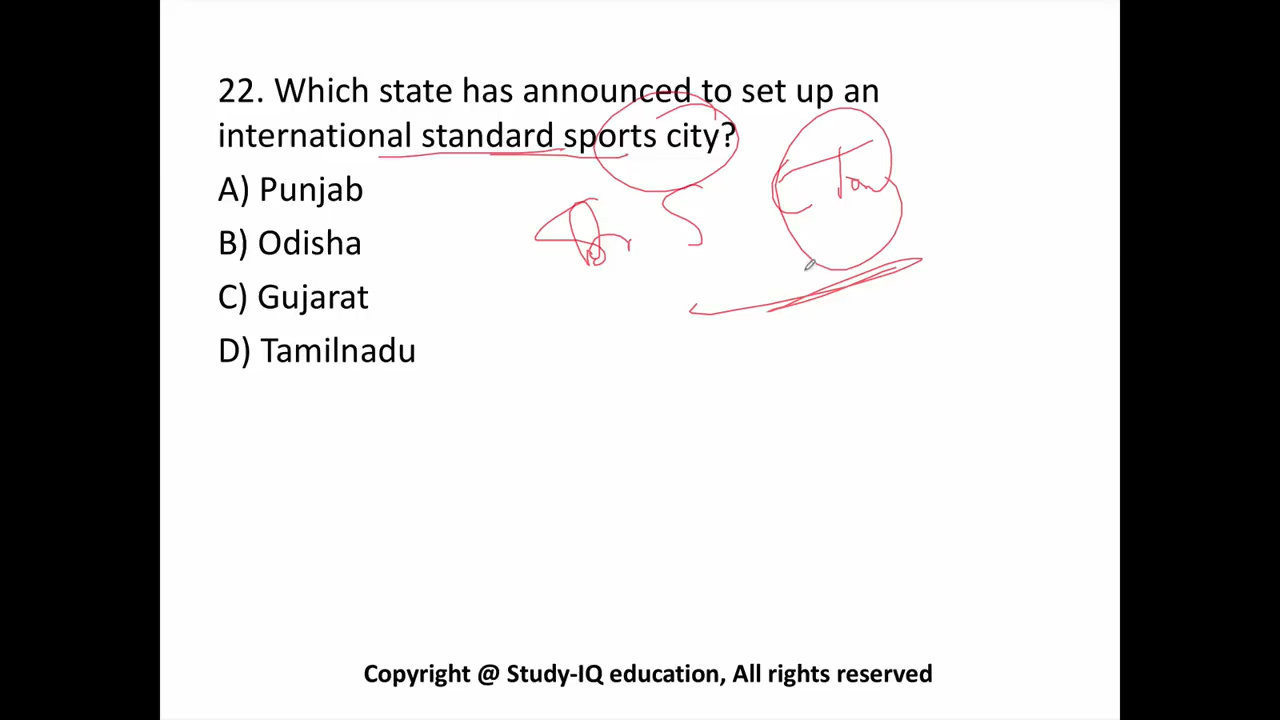 22. Which state has announced to set up an
international standard sports city?
A) Punjab
B) Odisha
C) Gujarat
D) Tamilnadu
Copyright @ Study-IQ education, All rights reserved